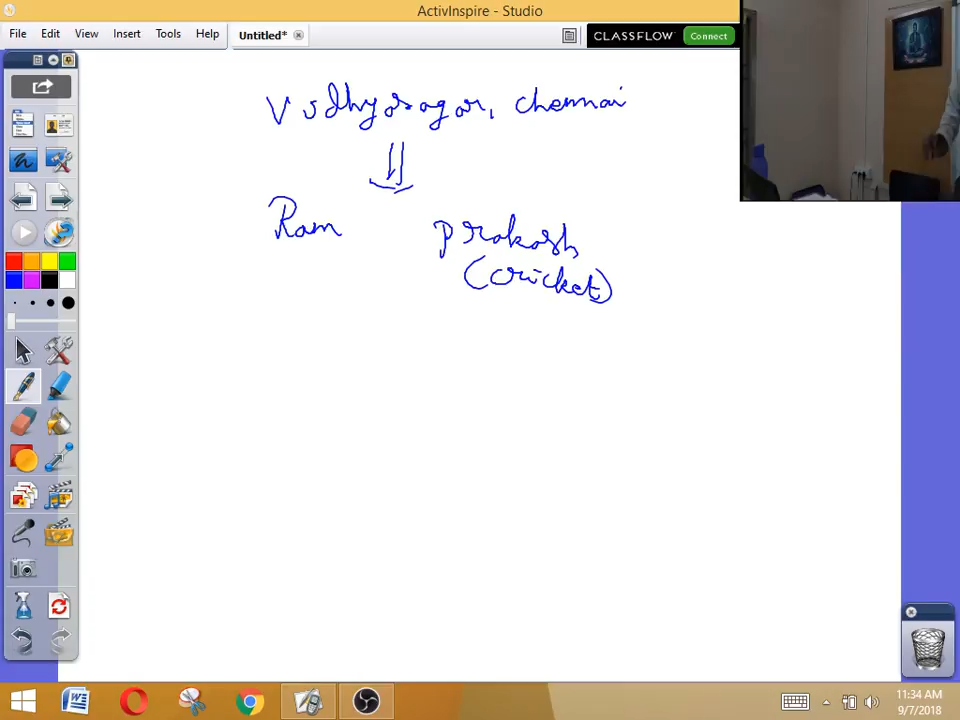 ActivInspire - Studio
File Edit View Insert Tools Help Untitled* CLASSFLOW Connect
Vidhyasagar, Chennai
Ram Prakash
(Cricket)
11:34 AM
9/7/2018